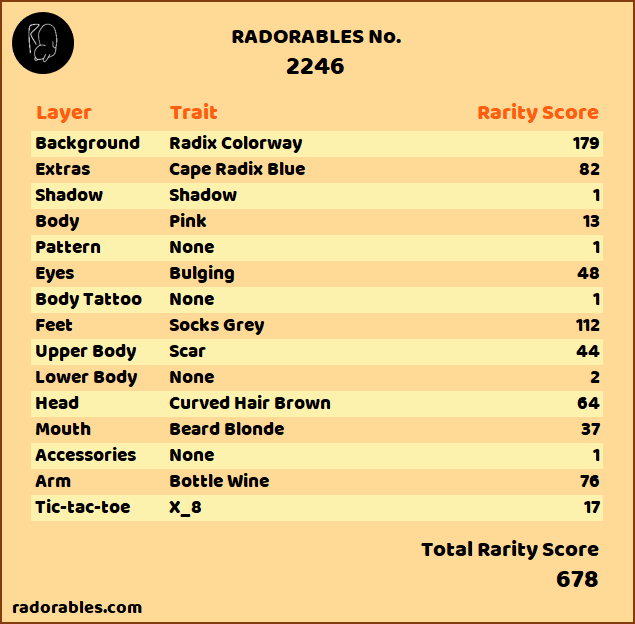 RADORABLES No.
2246
Layer Trait Rarity Score
Background Radix Colorway 179
Extras Cape Radix Blue 82
Shadow Shadow 1
Body Pink 13
Pattern None 1
Eyes Bulging 48
Body Tattoo None 1
Feet Socks Grey 112
Upper Body Scar 44
Lower Body None 2
Head Curved Hair Brown 64
Mouth Beard Blonde 37
Accessories None 1
Arm Bottle Wine 76
Tic-tac-toe X_8 17
Total Rarity Score
678
radorables.com